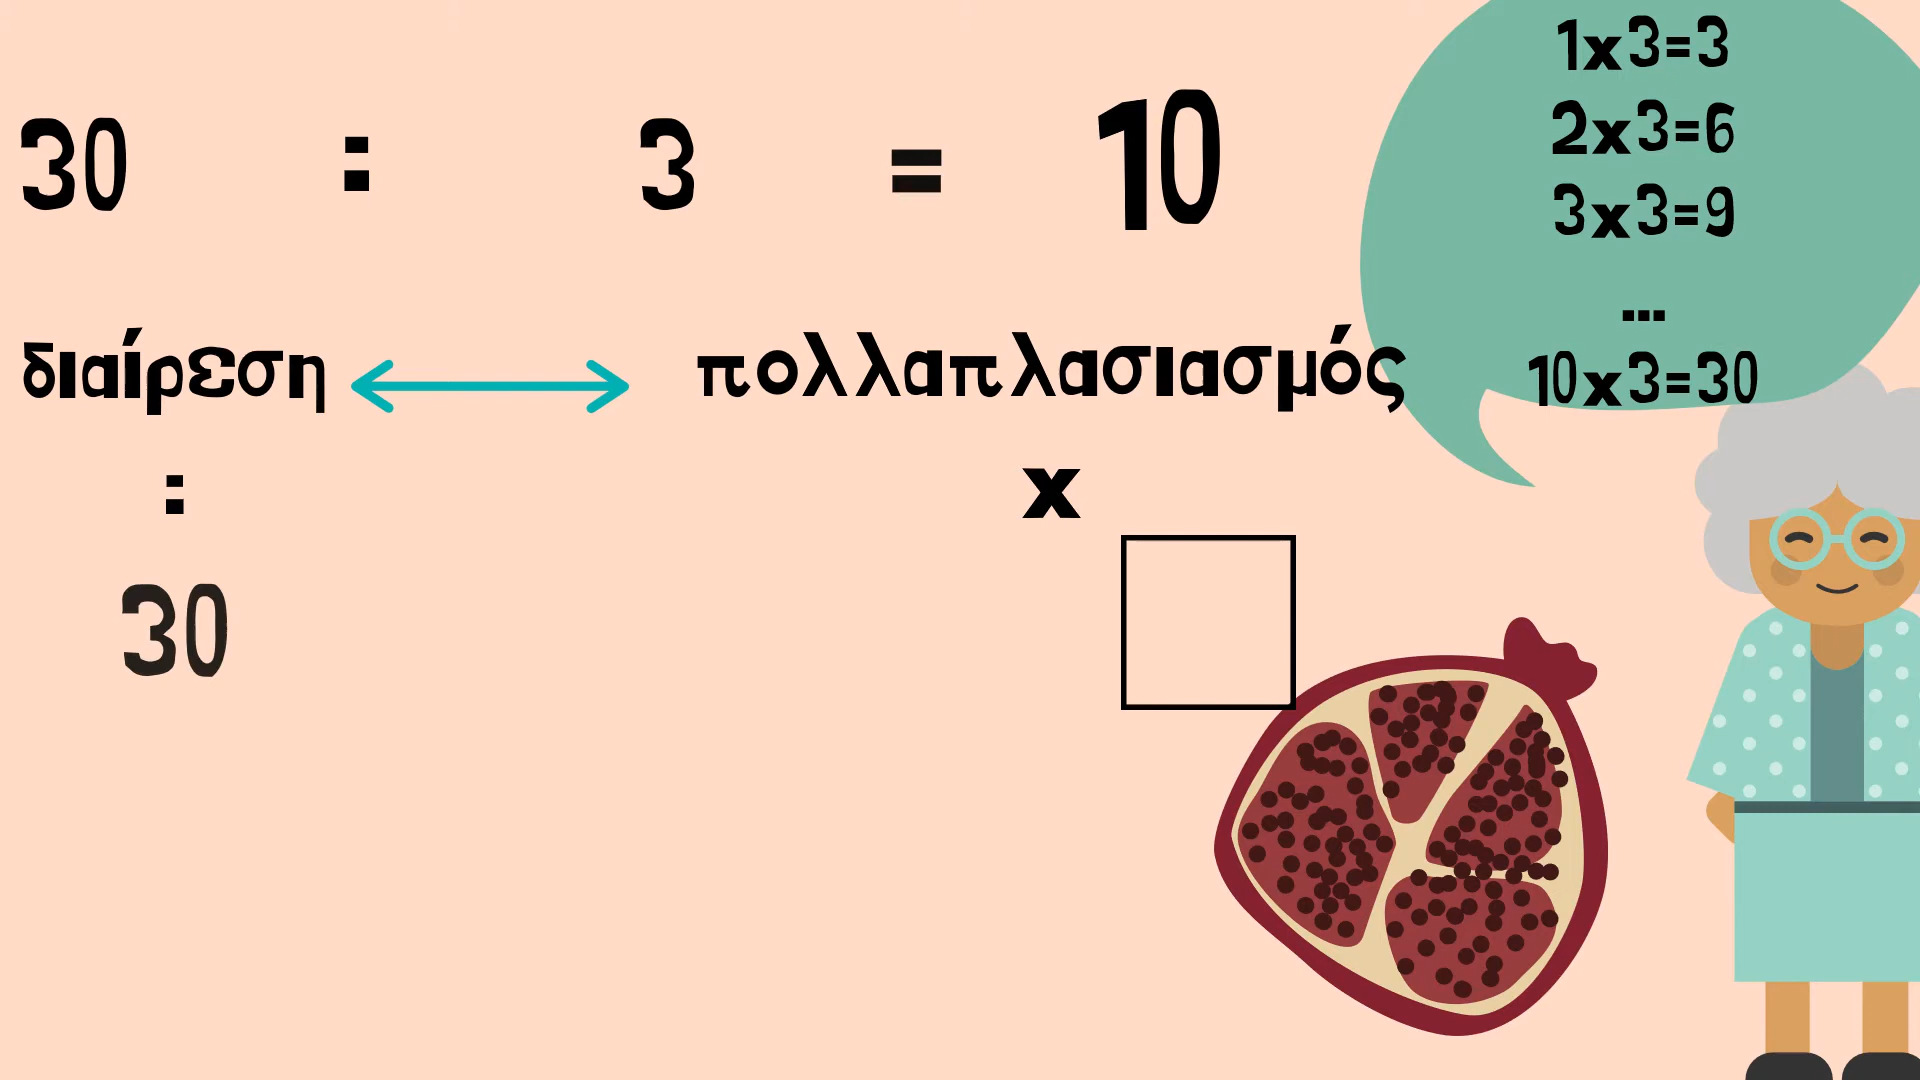 30 : 3 = 10
διαίρεση πολλαπλασιασμός
: x
30
1x3=3
2x3=6
3x3=9
...
10x3=30